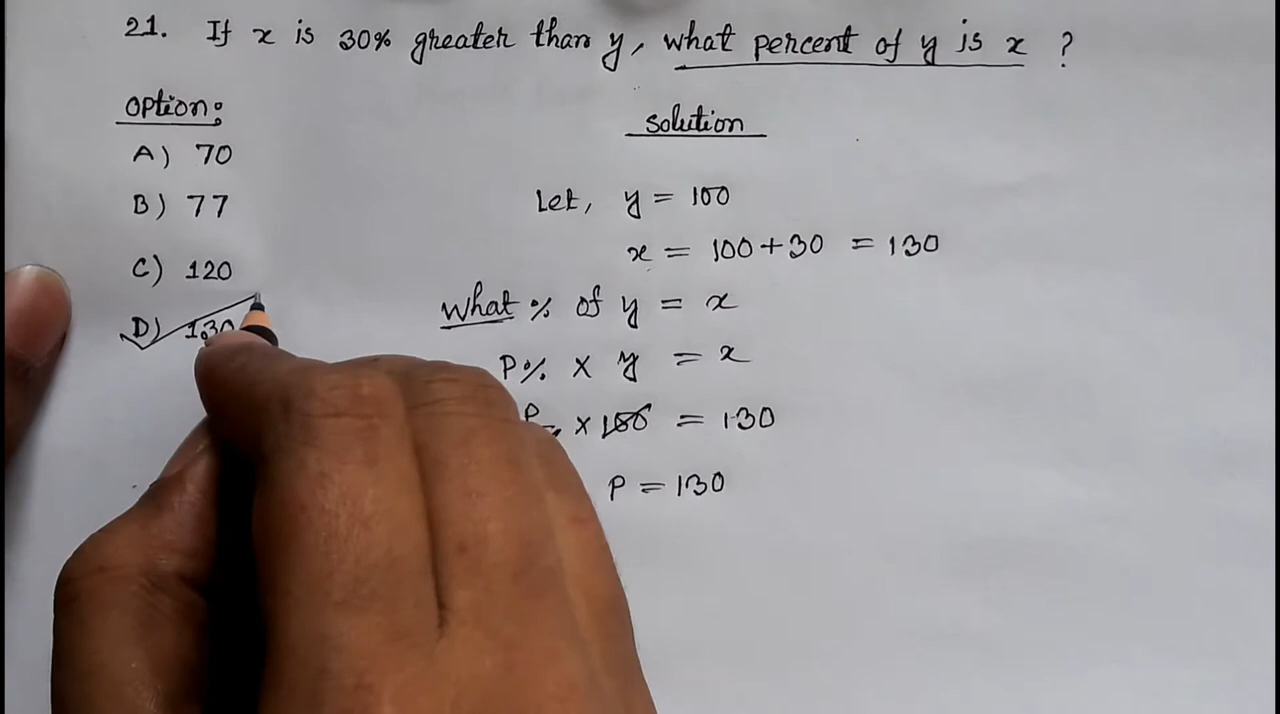 21. If x is 30% greater than y, what percent of y is x ?
Option:
A) 70
B) 77
C) 120
D) 130
Solution
Let, y = 100
x = 100+30 = 130
What % of y = x
P% × y = x
P × 100 = 130
P = 130